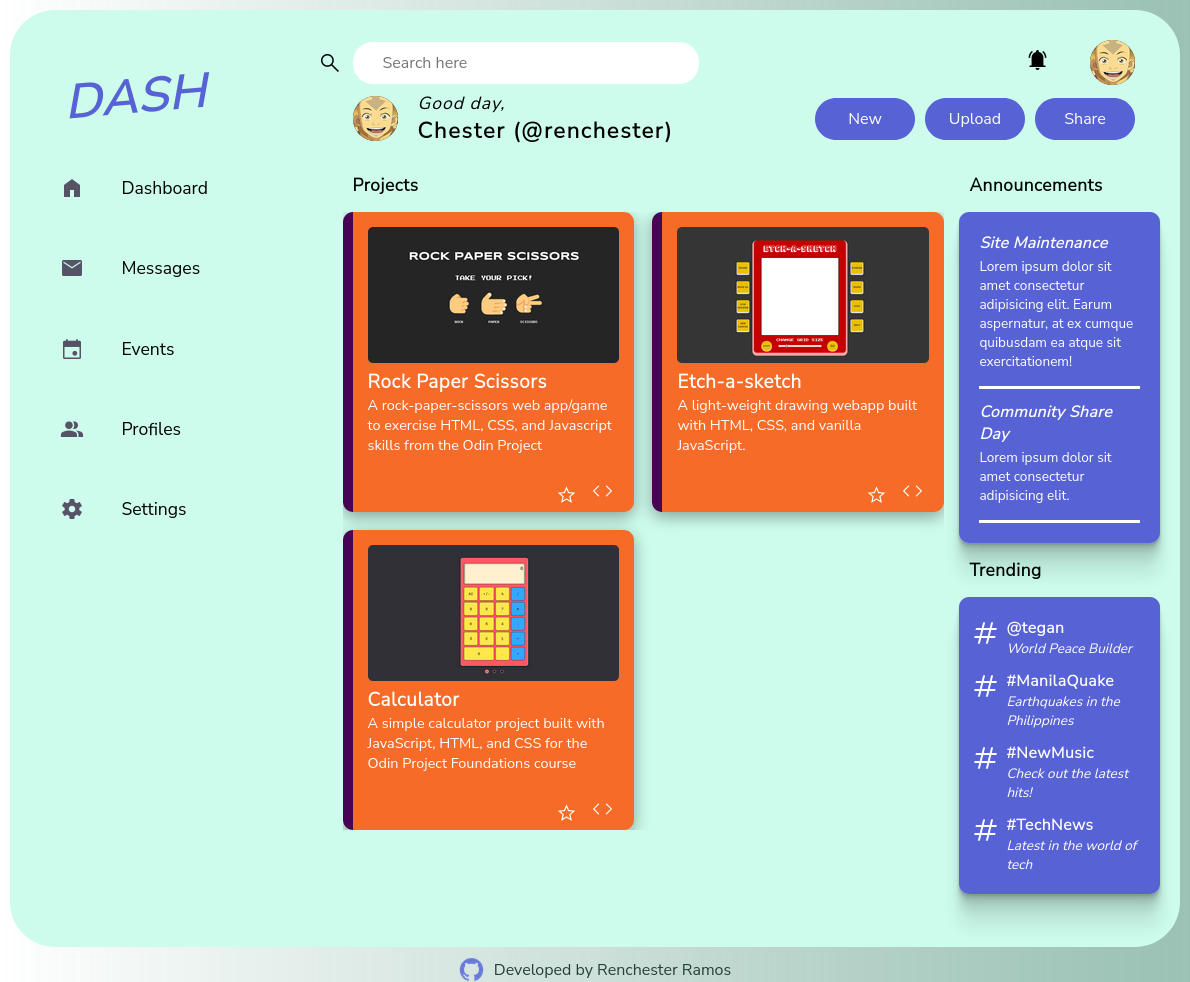 DASH
Search here
Good day,
Chester (@renchester)
New
Upload
Share
Dashboard
Messages
Events
Profiles
Settings
Projects
ROCK PAPER SCISSORS
TAKE YOUR PICK!
ROCK
PAPER
SCISSORS
Rock Paper Scissors
A rock-paper-scissors web app/game
to exercise HTML, CSS, and Javascript
skills from the Odin Project
ETCH-A-SKETCH
CHANGE GRID SIZE
Etch-a-sketch
A light-weight drawing webapp built
with HTML, CSS, and vanilla
JavaScript.
Calculator
A simple calculator project built with
JavaScript, HTML, and CSS for the
Odin Project Foundations course
Announcements
Site Maintenance
Lorem ipsum dolor sit
amet consectetur
adipisicing elit. Earum
aspernatur, at ex cumque
quibusdam ea atque sit
exercitationem!
Community Share
Day
Lorem ipsum dolor sit
amet consectetur
adipisicing elit.
Trending
@tegan
World Peace Builder
#ManilaQuake
Earthquakes in the
Philippines
#NewMusic
Check out the latest
hits!
#TechNews
Latest in the world of
tech
Developed by Renchester Ramos